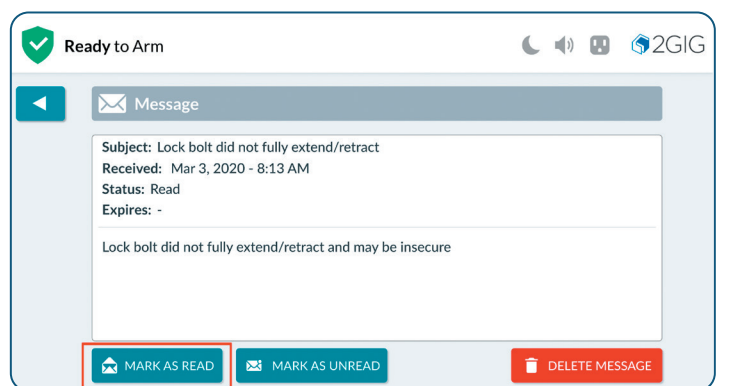 Ready to Arm
2GIG
Message
Subject: Lock bolt did not fully extend/retract
Received: Mar 3, 2020 - 8:13 AM
Status: Read
Expires: -
Lock bolt did not fully extend/retract and may be insecure
MARK AS READ MARK AS UNREAD DELETE MESSAGE